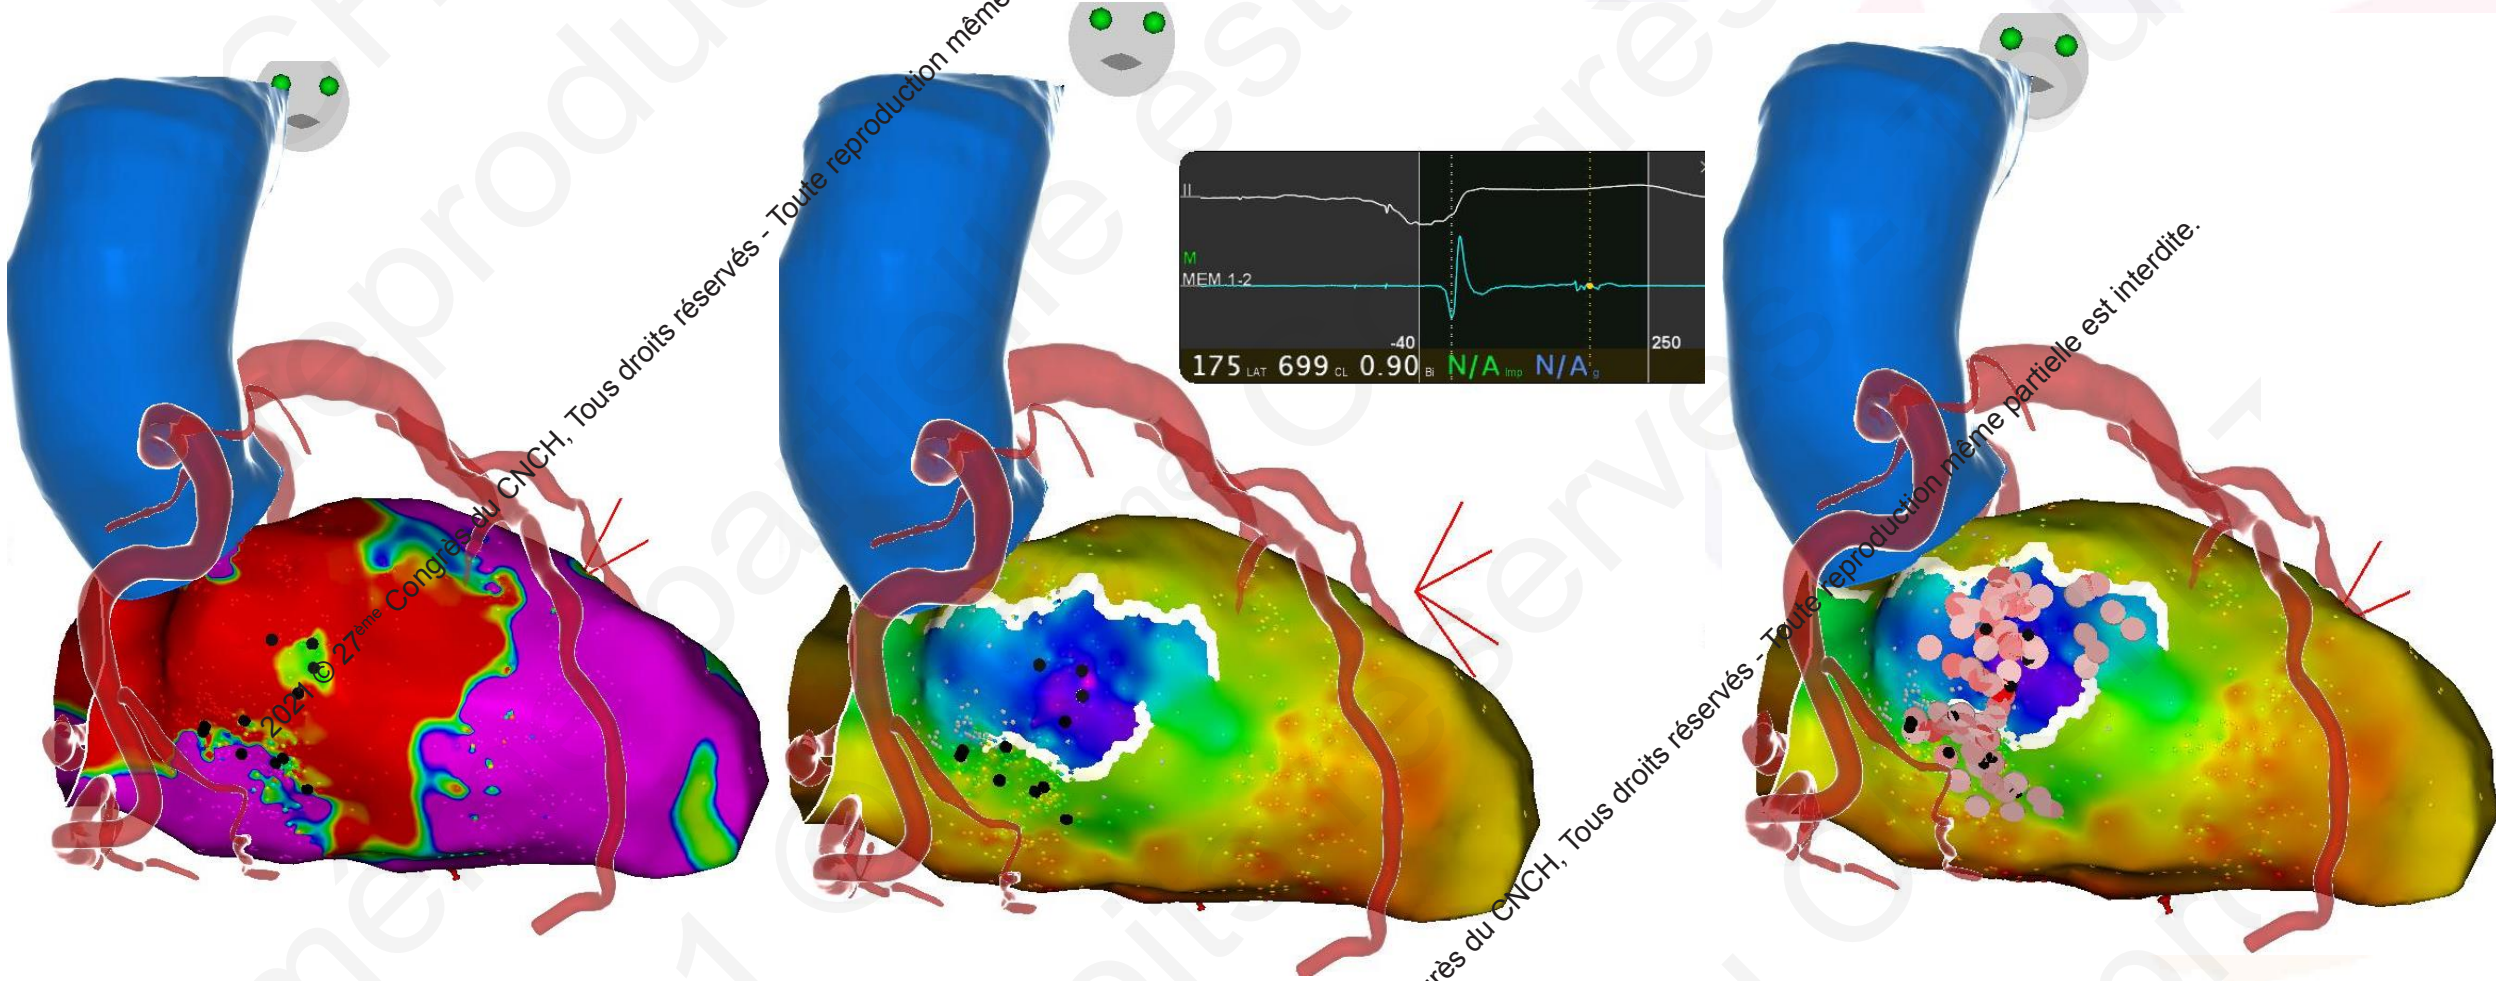 2021 © 27ème Congrès du CNCH, Tous droits réservés - Toute reproduction même
rès du CNCH, Tous droits réservés - Toute reproduction même partielle est interdite.
II
M
MEM 1-2
-40
250
175 LAT 699 CL 0.90 Bi N/A Imp N/A g